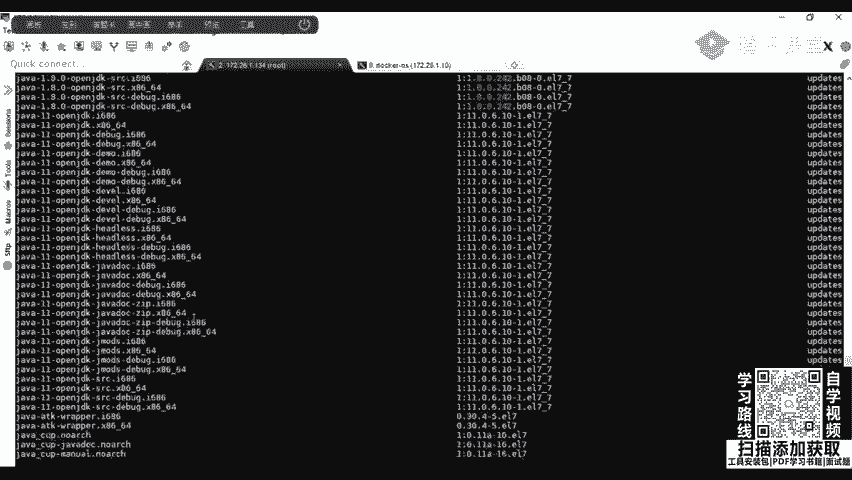 Quick connect...
2. 172.26.1.134 (root)
java-1.8.0-openjdk-src.i686 1:1.8.0.242.b08-0.el7_7 updates
java-1.8.0-openjdk-src.x86_64 1:1.8.0.242.b08-0.el7_7 updates
java-1.8.0-openjdk-src-debug.i686 1:1.8.0.242.b08-0.el7_7 updates
java-1.8.0-openjdk-src-debug.x86_64 1:1.8.0.242.b08-0.el7_7 updates
java-11-openjdk.i686 1:11.0.6.10-1.el7_7 updates
java-11-openjdk.x86_64 1:11.0.6.10-1.el7_7 updates
java-11-openjdk-debug.i686 1:11.0.6.10-1.el7_7 updates
java-11-openjdk-debug.x86_64 1:11.0.6.10-1.el7_7 updates
java-11-openjdk-demo.i686 1:11.0.6.10-1.el7_7 updates
java-11-openjdk-demo.x86_64 1:11.0.6.10-1.el7_7 updates
java-11-openjdk-demo-debug.i686 1:11.0.6.10-1.el7_7 updates
java-11-openjdk-demo-debug.x86_64 1:11.0.6.10-1.el7_7 updates
java-11-openjdk-devel.i686 1:11.0.6.10-1.el7_7 updates
java-11-openjdk-devel.x86_64 1:11.0.6.10-1.el7_7 updates
java-11-openjdk-devel-debug.i686 1:11.0.6.10-1.el7_7 updates
java-11-openjdk-devel-debug.x86_64 1:11.0.6.10-1.el7_7 updates
java-11-openjdk-headless.i686 1:11.0.6.10-1.el7_7 updates
java-11-openjdk-headless.x86_64 1:11.0.6.10-1.el7_7 updates
java-11-openjdk-headless-debug.i686 1:11.0.6.10-1.el7_7 updates
java-11-openjdk-headless-debug.x86_64 1:11.0.6.10-1.el7_7 updates
java-11-openjdk-javadoc.i686 1:11.0.6.10-1.el7_7 updates
java-11-openjdk-javadoc.x86_64 1:11.0.6.10-1.el7_7 updates
java-11-openjdk-javadoc-debug.i686 1:11.0.6.10-1.el7_7 updates
java-11-openjdk-javadoc-debug.x86_64 1:11.0.6.10-1.el7_7 updates
java-11-openjdk-javadoc-zip.i686 1:11.0.6.10-1.el7_7 updates
java-11-openjdk-javadoc-zip.x86_64 1:11.0.6.10-1.el7_7 updates
java-11-openjdk-javadoc-zip-debug.i686 1:11.0.6.10-1.el7_7 updates
java-11-openjdk-javadoc-zip-debug.x86_64 1:11.0.6.10-1.el7_7 updates
java-11-openjdk-jmods.i686 1:11.0.6.10-1.el7_7 updates
java-11-openjdk-jmods.x86_64 1:11.0.6.10-1.el7_7 updates
java-11-openjdk-jmods-debug.i686 1:11.0.6.10-1.el7_7 updates
java-11-openjdk-jmods-debug.x86_64 1:11.0.6.10-1.el7_7
java-11-openjdk-src.i686 1:11.0.6.10-1.el7_7
java-11-openjdk-src.x86_64 1:11.0.6.10-1.el7_7
java-11-openjdk-src-debug.i686 1:11.0.6.10-1.el7_7
java-11-openjdk-src-debug.x86_64 1:11.0.6.10-1.el7_7
java-atk-wrapper.i686 0.30.4-5.el7
java-atk-wrapper.x86_64 0.30.4-5.el7
java_cup.noarch 1:0.11a-16.el7
java_cup-javadoc.noarch 1:0.11a-16.el7
java_cup-manual.noarch 1:0.11a-16.el7
Sessions
Tools
Macros
Sftp
学习路线
自学视频
扫描添加获取
工具安装包|PDF学习书籍|面试题